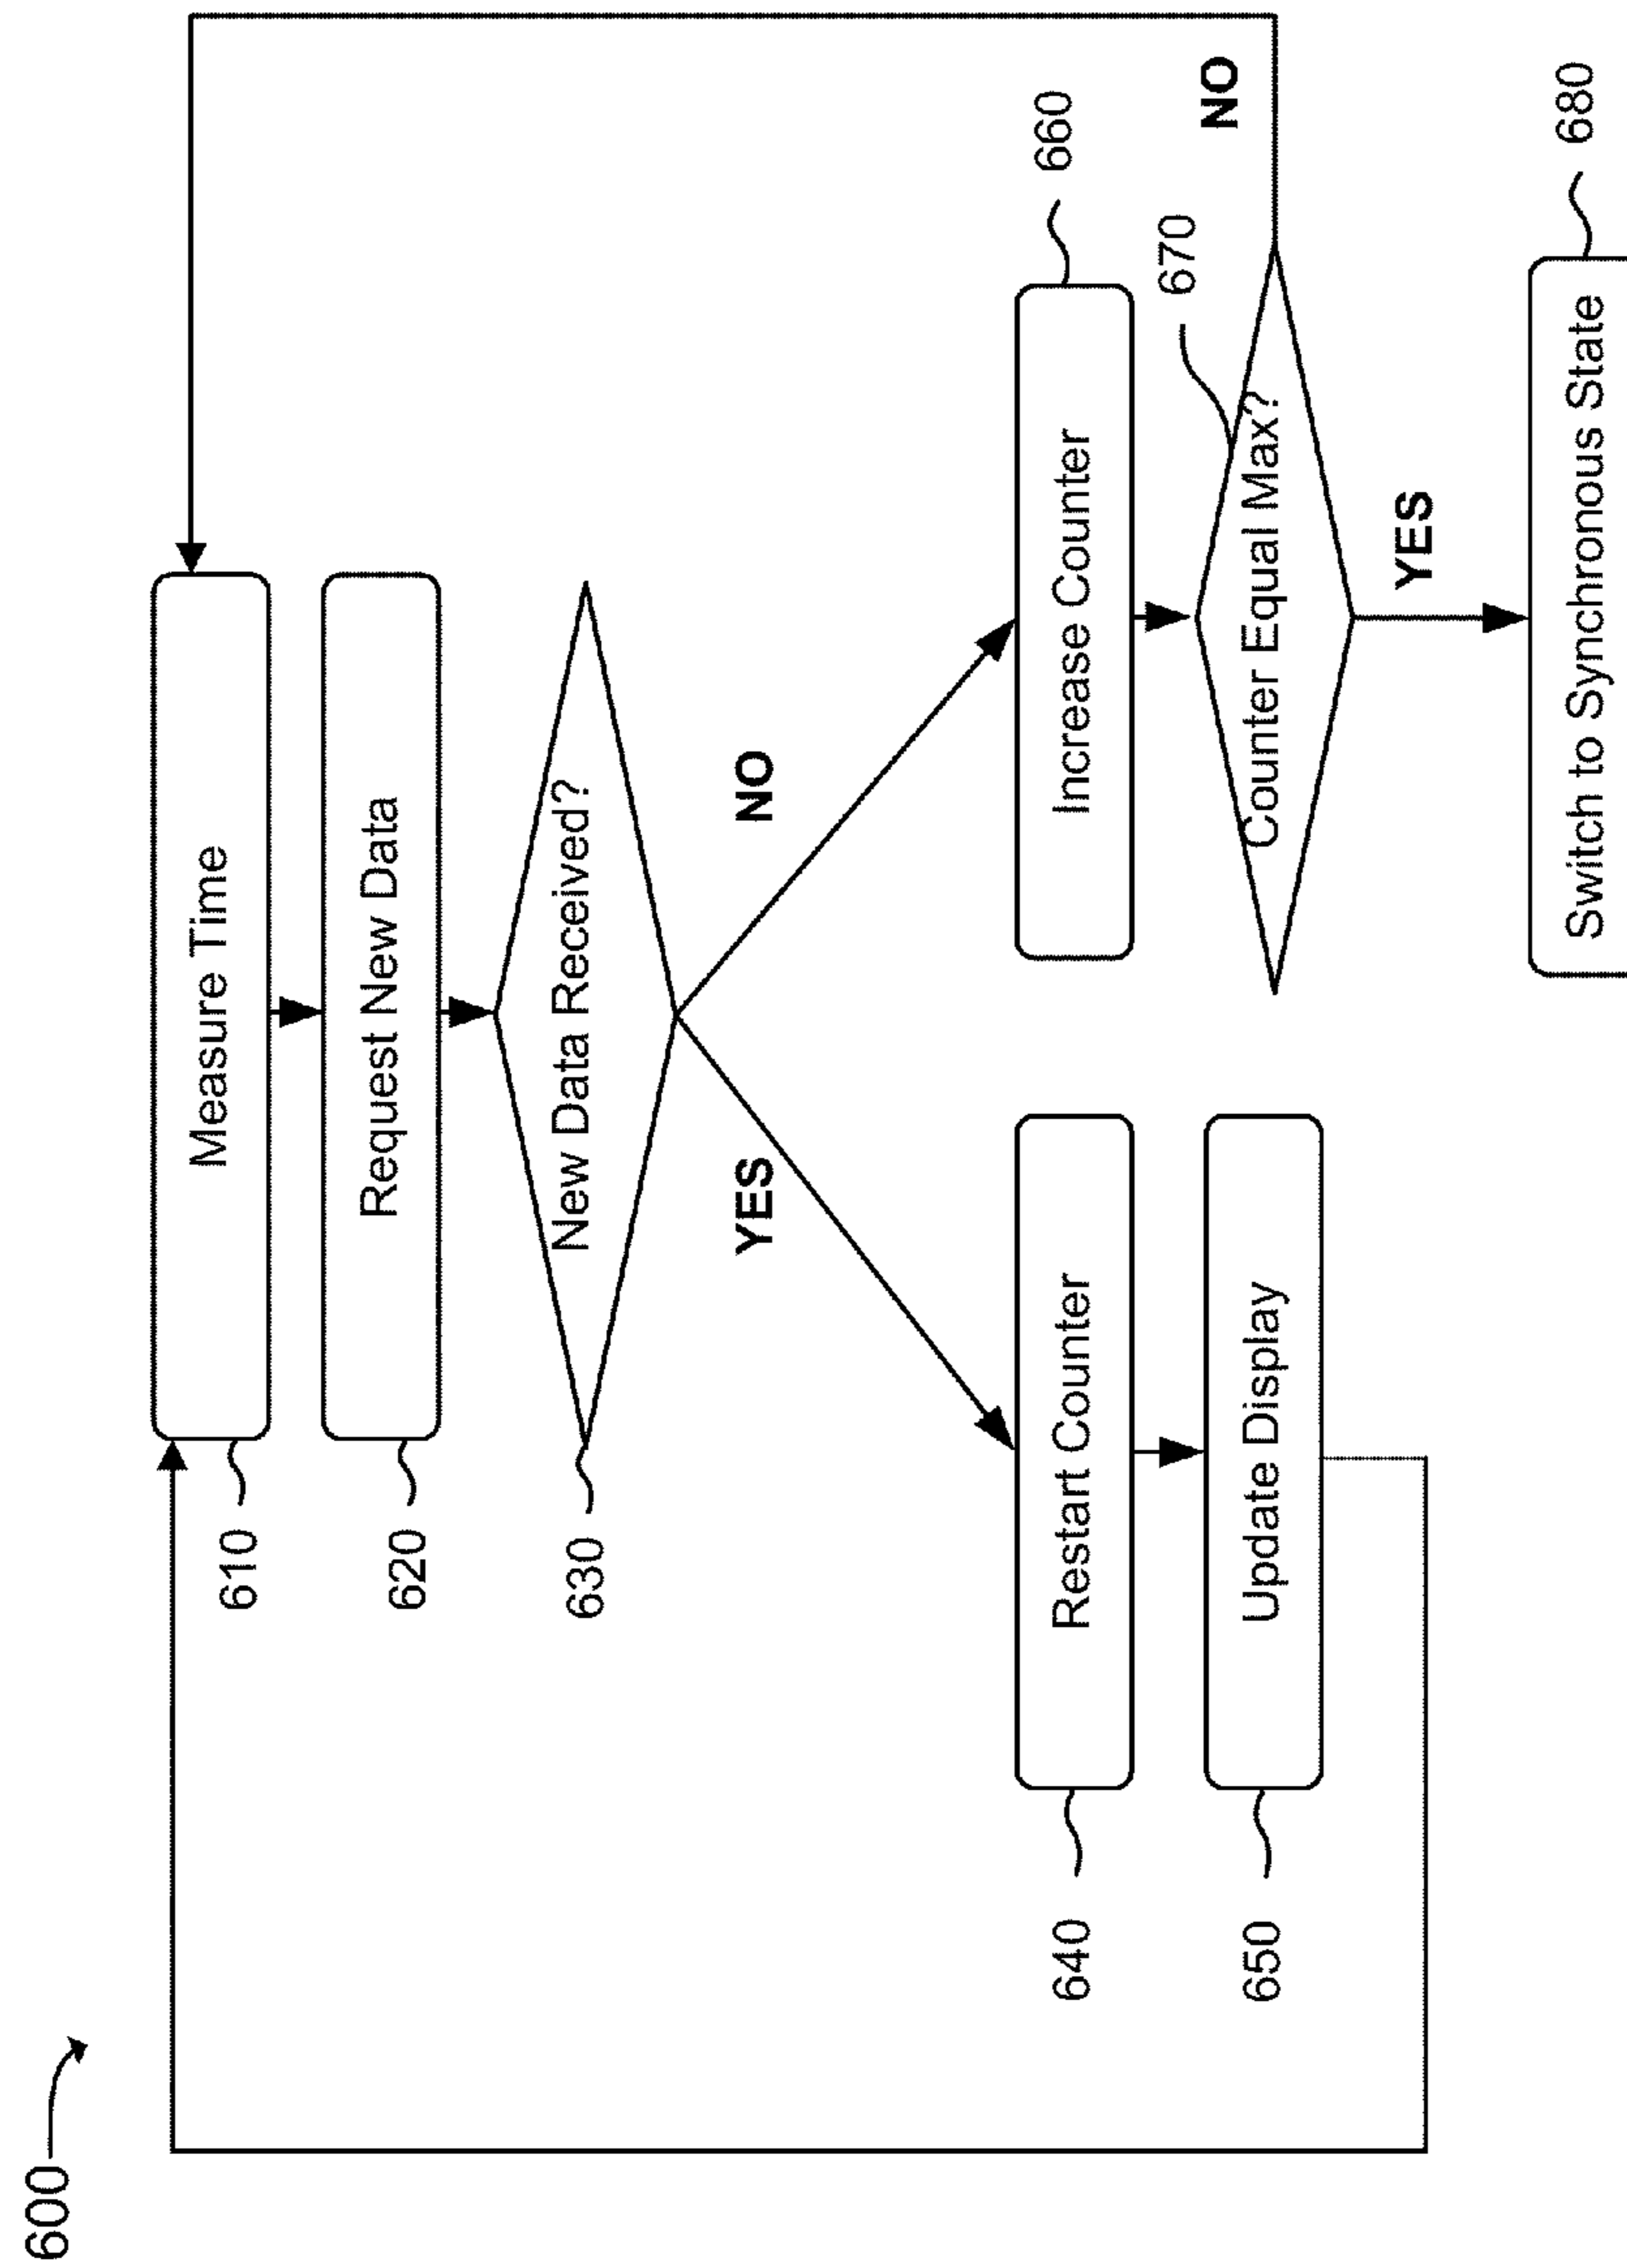 600
Measure Time
610
Request New Data
620
New Data Received?
630
YES
NO
Restart Counter
640
Increase Counter
660
Update Display
650
670
Counter Equal Max?
NO
YES
Switch to Synchronous State
680